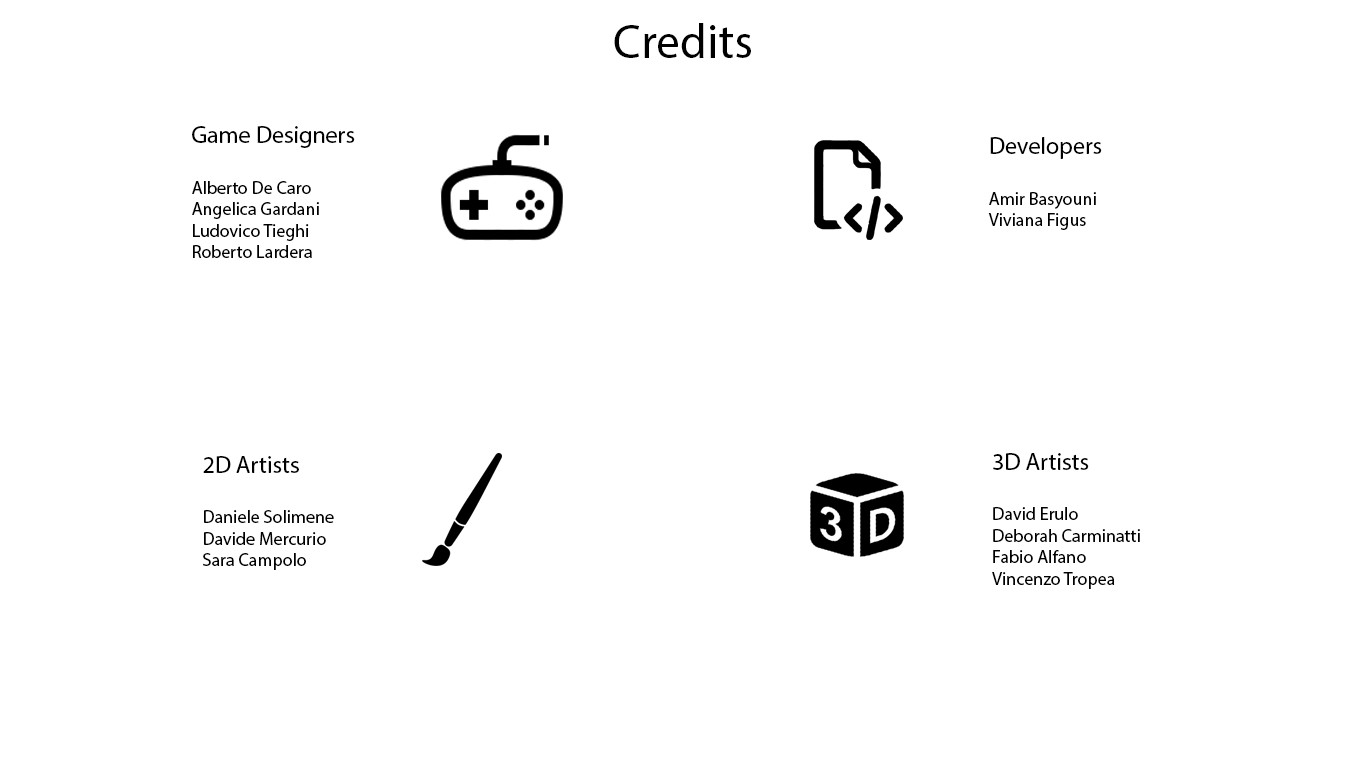 Credits
Game Designers
Alberto De Caro
Angelica Gardani
Ludovico Tieghi
Roberto Lardera
Developers
Amir Basyouni
Viviana Figus
2D Artists
Daniele Solimene
Davide Mercurio
Sara Campolo
3D
3D Artists
David Erulo
Deborah Carminatti
Fabio Alfano
Vincenzo Tropea